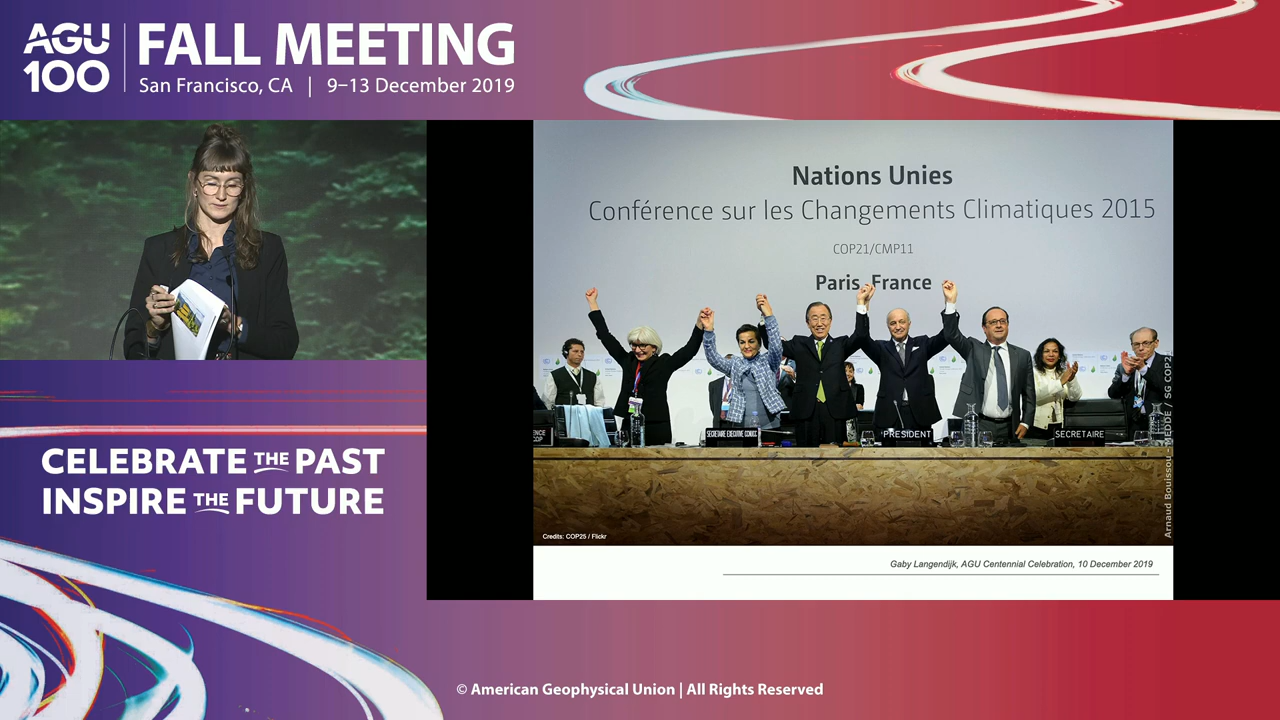 AGU
100
FALL MEETING
San Francisco, CA | 9–13 December 2019
Nations Unies
Conférence sur les Changements Climatiques 2015
COP21/CMP11
Paris, France
SECRETAIRE EXECUTIVE CCNUCC
PRESIDENT
SECRETAIRE
Arnaud Bouissou - MEDDE / SG COP21
Credits: COP25 / Flickr
Gaby Langendijk, AGU Centennial Celebration, 10 December 2019
CELEBRATE THE PAST
INSPIRE THE FUTURE
© American Geophysical Union | All Rights Reserved